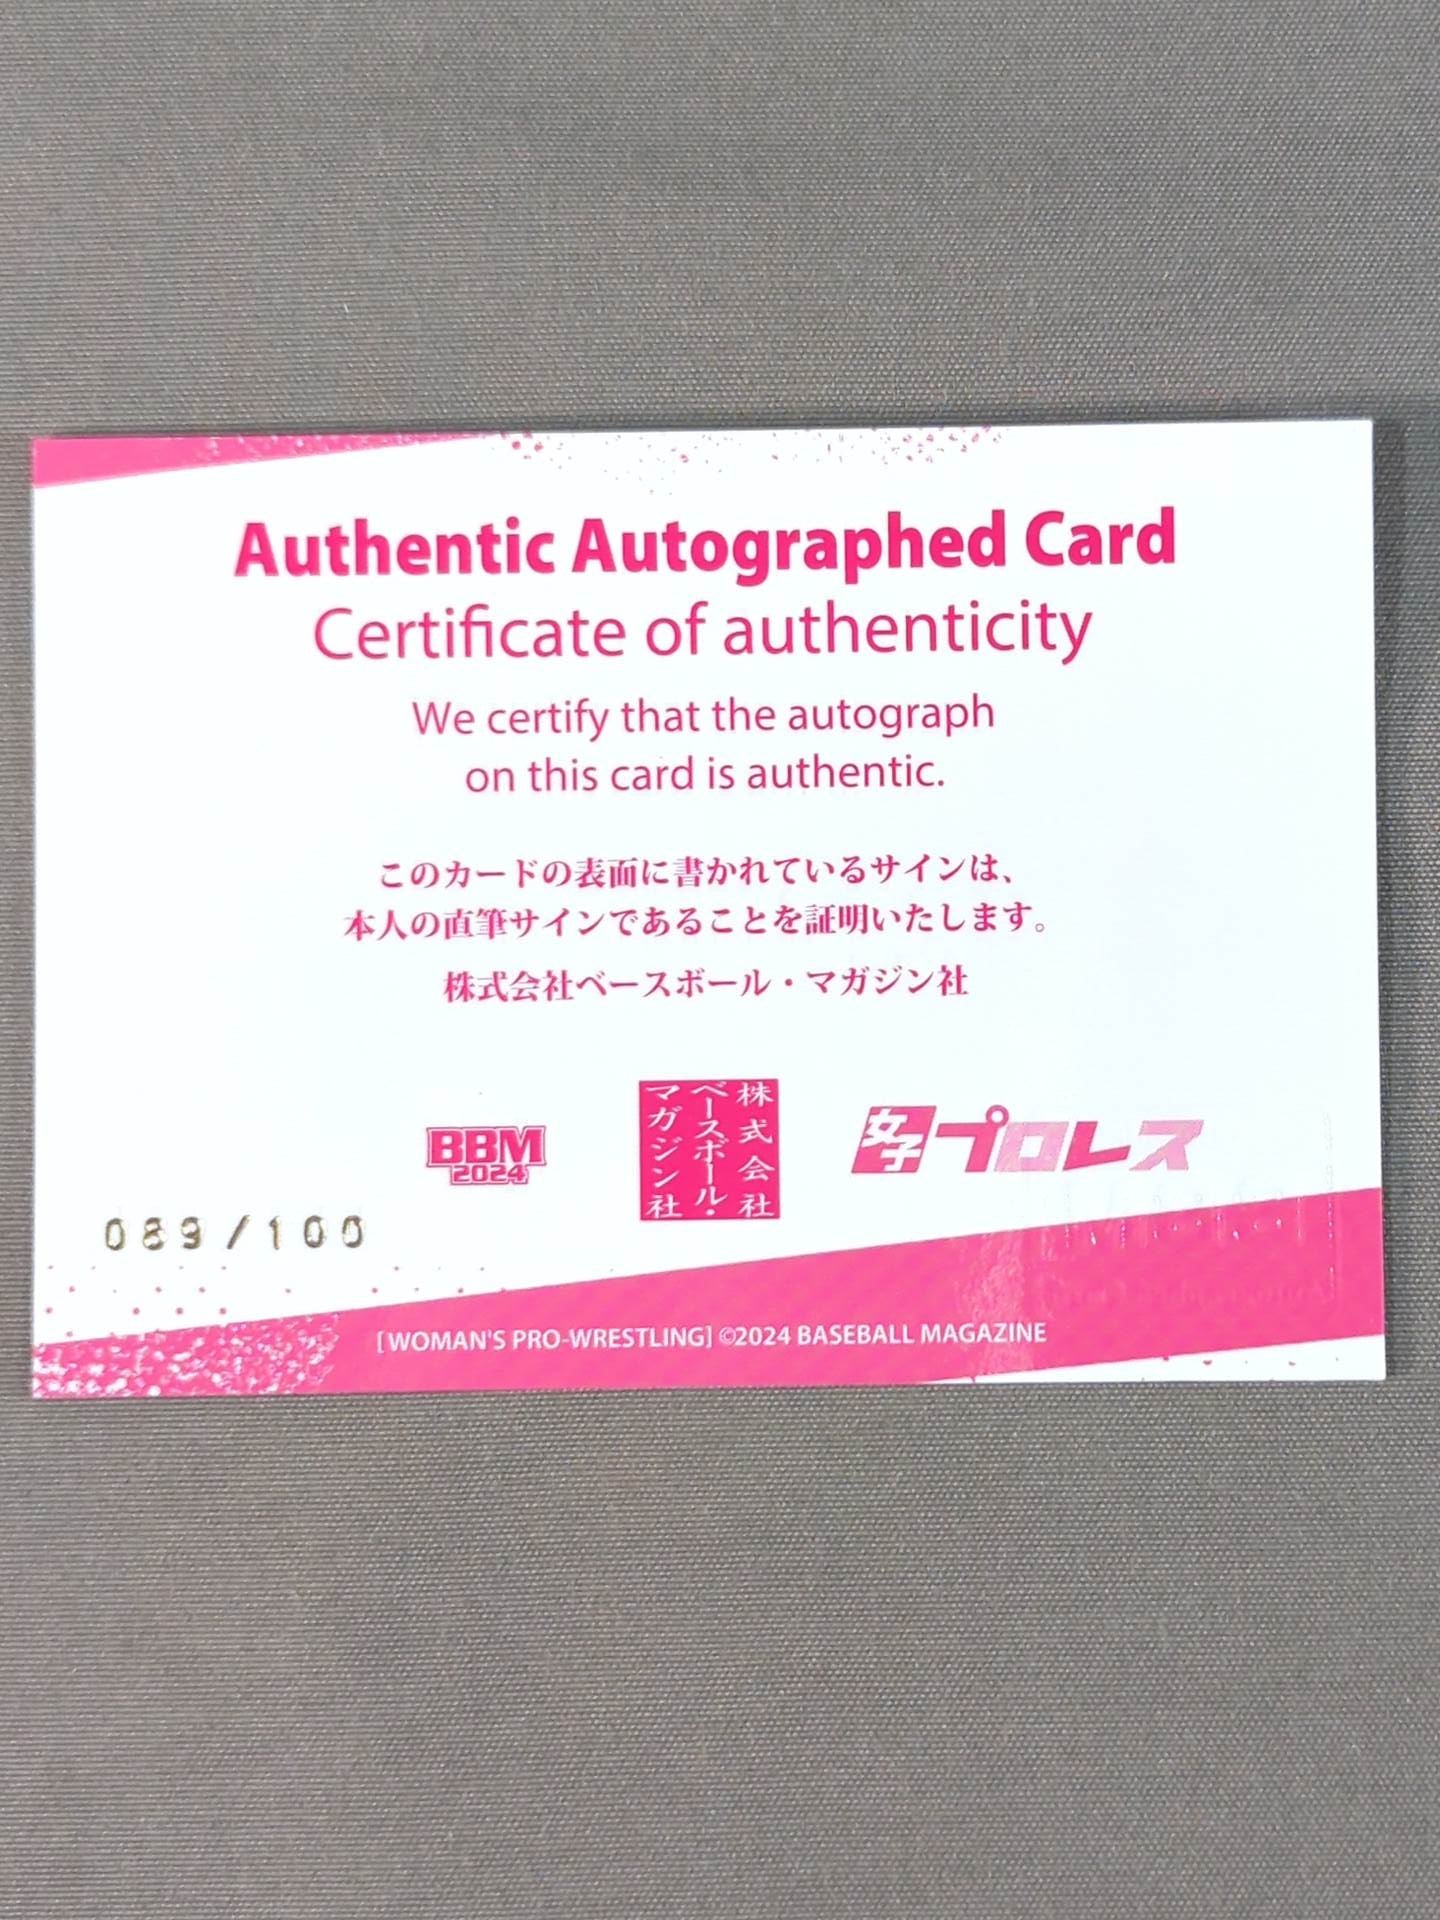 Authentic Autographed Card
Certificate of authenticity
We certify that the autograph
on this card is authentic.
このカードの表面に書かれているサインは、
本人の直筆サインであることを証明いたします。
株式会社ベースボール・マガジン社
BBM
2024
株式会社
ベースボール・
マガジン社
女子プロレス
089/100
[WOMAN'S PRO-WRESTLING] ©2024 BASEBALL MAGAZINE